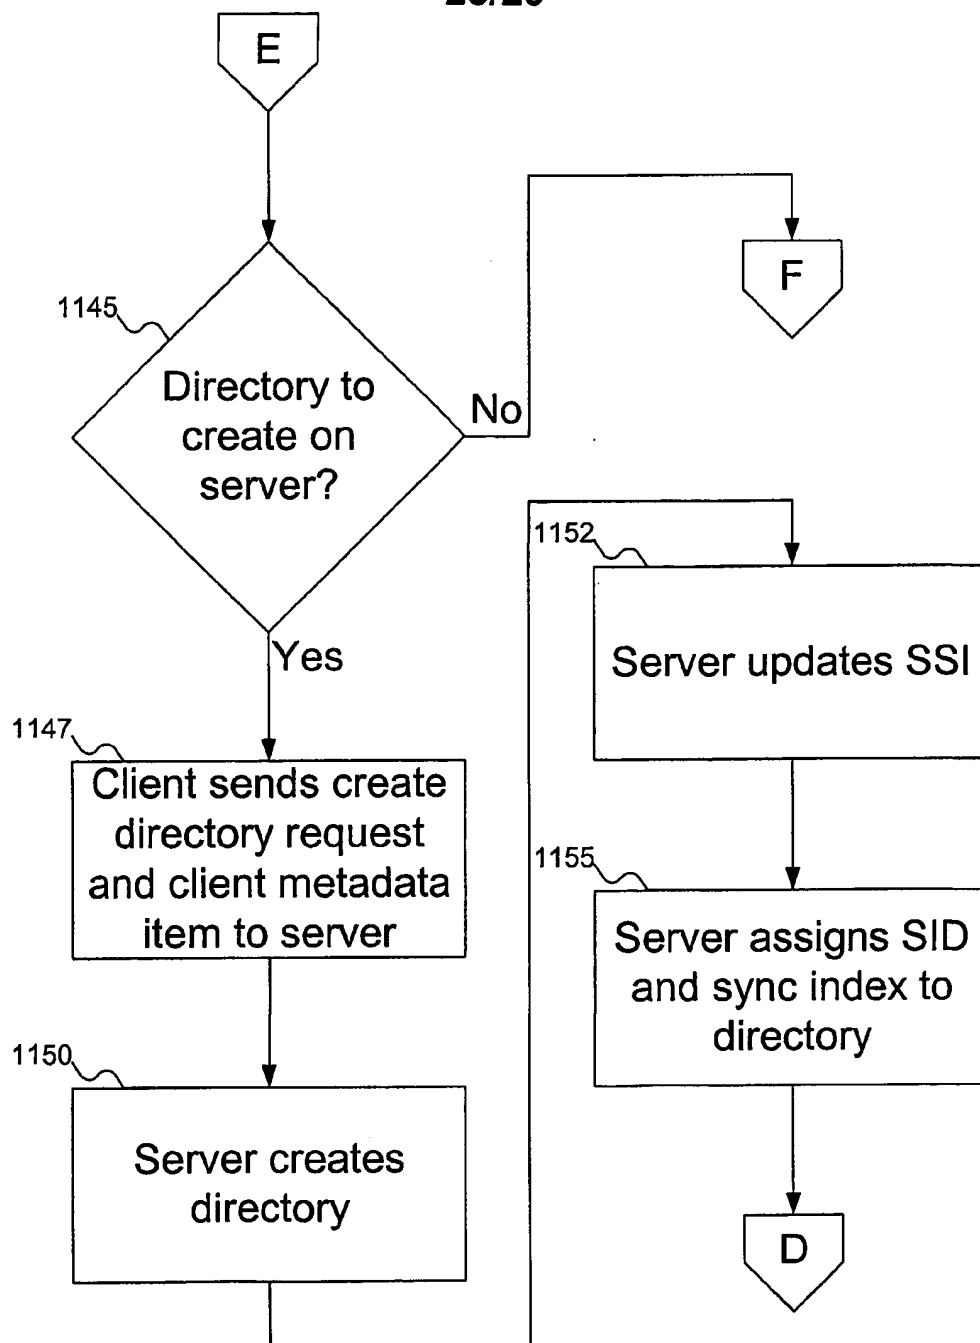 E
F
1145
Directory to
create on
server?
No
Yes
1147
Client sends create
directory request
and client metadata
item to server
1150
Server creates
directory
1152
Server updates SSI
1155
Server assigns SID
and sync index to
directory
D